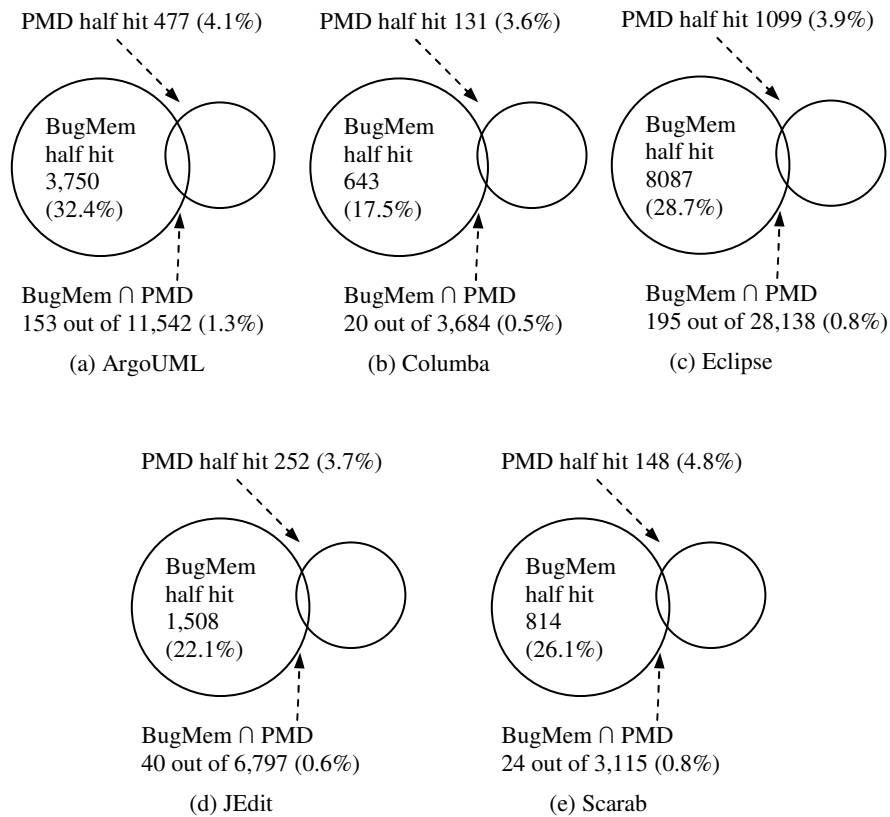 PMD half hit 477 (4.1%)
BugMem
half hit
3,750
(32.4%)
BugMem ∩ PMD
153 out of 11,542 (1.3%)
(a) ArgoUML
PMD half hit 131 (3.6%)
BugMem
half hit
643
(17.5%)
BugMem ∩ PMD
20 out of 3,684 (0.5%)
(b) Columba
PMD half hit 1099 (3.9%)
BugMem
half hit
8087
(28.7%)
BugMem ∩ PMD
195 out of 28,138 (0.8%)
(c) Eclipse
PMD half hit 252 (3.7%)
BugMem
half hit
1,508
(22.1%)
BugMem ∩ PMD
40 out of 6,797 (0.6%)
(d) JEdit
PMD half hit 148 (4.8%)
BugMem
half hit
814
(26.1%)
BugMem ∩ PMD
24 out of 3,115 (0.8%)
(e) Scarab